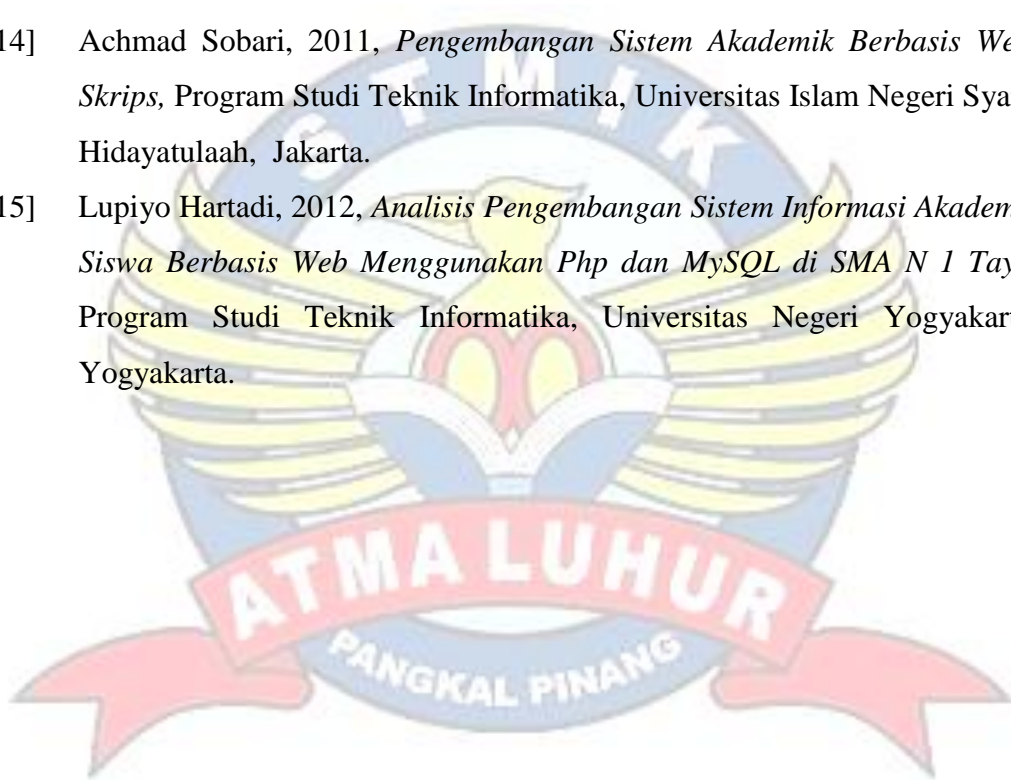 14] Achmad Sobari, 2011, Pengembangan Sistem Akademik Berbasis We
Skrips, Program Studi Teknik Informatika, Universitas Islam Negeri Sya
Hidayatulaah, Jakarta.
15] Lupiyo Hartadi, 2012, Analisis Pengembangan Sistem Informasi Akadem
Siswa Berbasis Web Menggunakan Php dan MySQL di SMA N 1 Tay
Program Studi Teknik Informatika, Universitas Negeri Yogyakar
Yogyakarta.
STMIK
ATMA LUHUR
PANGKAL PINANG